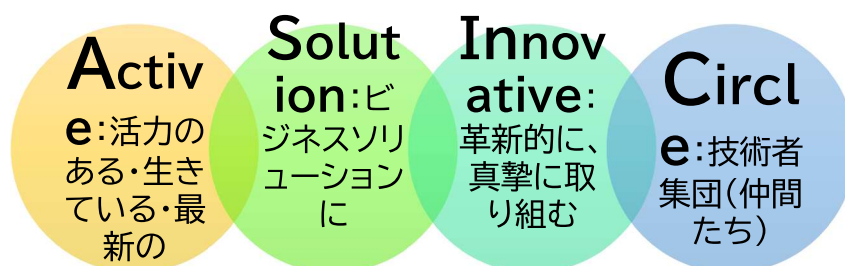 Activ
e:活力の
ある・生き
ている・最
新の
Solut
ion:ビ
ジネスソリ
ューション
に
INnov
ative:
革新的に、
真摯に取
り組む
Circl
e:技術者
集団(仲間
たち)